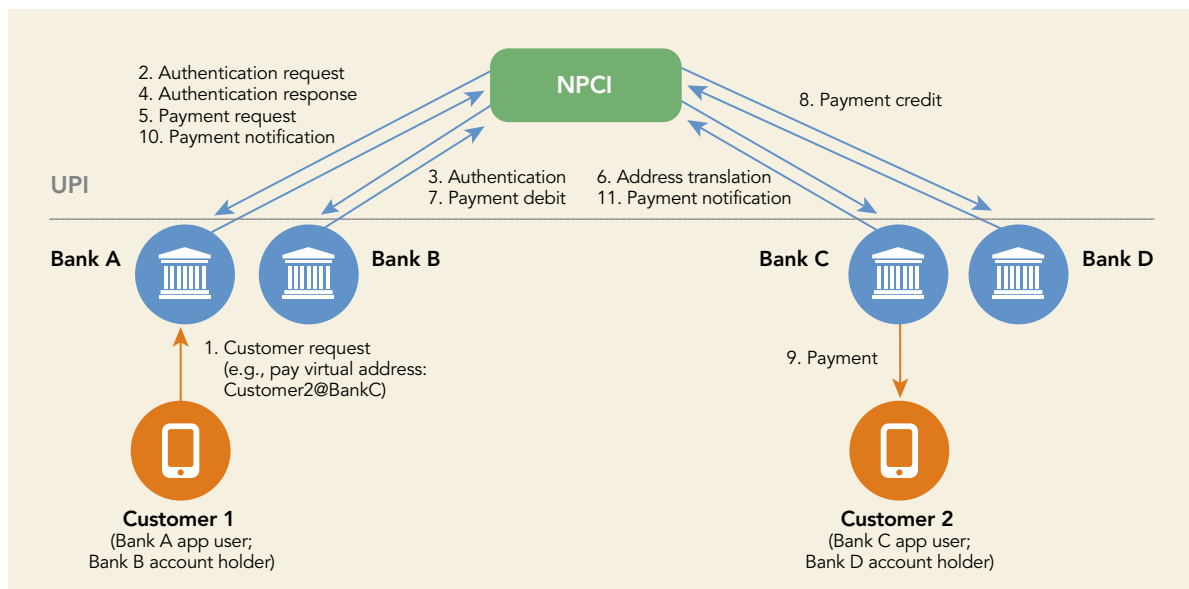 NPCI
2. Authentication request
4. Authentication response
5. Payment request
10. Payment notification
8. Payment credit
UPI
3. Authentication
7. Payment debit
6. Address translation
11. Payment notification
Bank A
Bank B
Bank C
Bank D
1. Customer request
(e.g., pay virtual address:
Customer2@BankC)
9. Payment
Customer 1
(Bank A app user;
Bank B account holder)
Customer 2
(Bank C app user;
Bank D account holder)